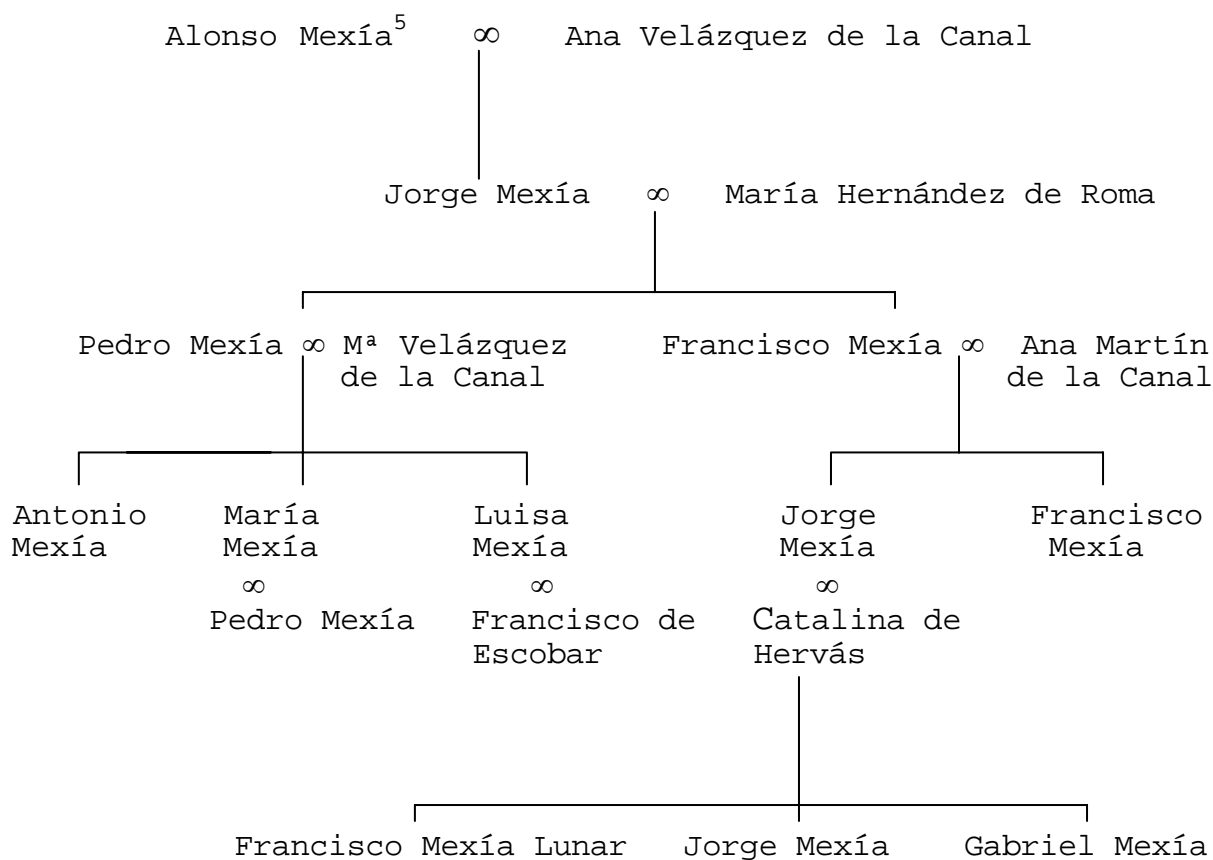 Alonso Mexía⁵ ∞ Ana Velázquez de la Canal
Jorge Mexía ∞ María Hernández de Roma
Pedro Mexía ∞ Mª Velázquez
de la Canal
Francisco Mexía ∞ Ana Martín
de la Canal
Antonio
Mexía
María
Mexía
∞
Pedro Mexía
Luisa
Mexía
∞
Francisco de
Escobar
Jorge
Mexía
∞
Catalina de
Hervás
Francisco
Mexía
Francisco Mexía Lunar
Jorge Mexía
Gabriel Mexía